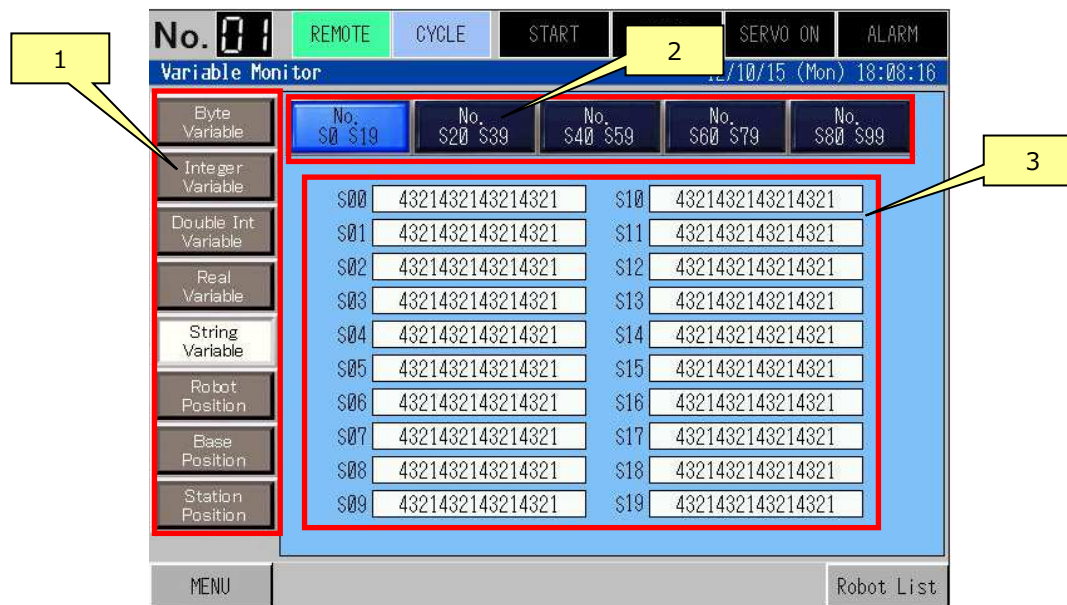 No. 01
REMOTE
CYCLE
START
SERVO ON
ALARM
1
2
Variable Monitor
/10/15 (Mon) 18:08:16
Byte
Variable
Integer
Variable
Double Int
Variable
Real
Variable
String
Variable
Robot
Position
Base
Position
Station
Position
No.
S0 S19
No.
S20 S39
No.
S40 S59
No.
S60 S79
No.
S80 S99
3
S00 4321432143214321 S10 4321432143214321
S01 4321432143214321 S11 4321432143214321
S02 4321432143214321 S12 4321432143214321
S03 4321432143214321 S13 4321432143214321
S04 4321432143214321 S14 4321432143214321
S05 4321432143214321 S15 4321432143214321
S06 4321432143214321 S16 4321432143214321
S07 4321432143214321 S17 4321432143214321
S08 4321432143214321 S18 4321432143214321
S09 4321432143214321 S19 4321432143214321
MENU
Robot List